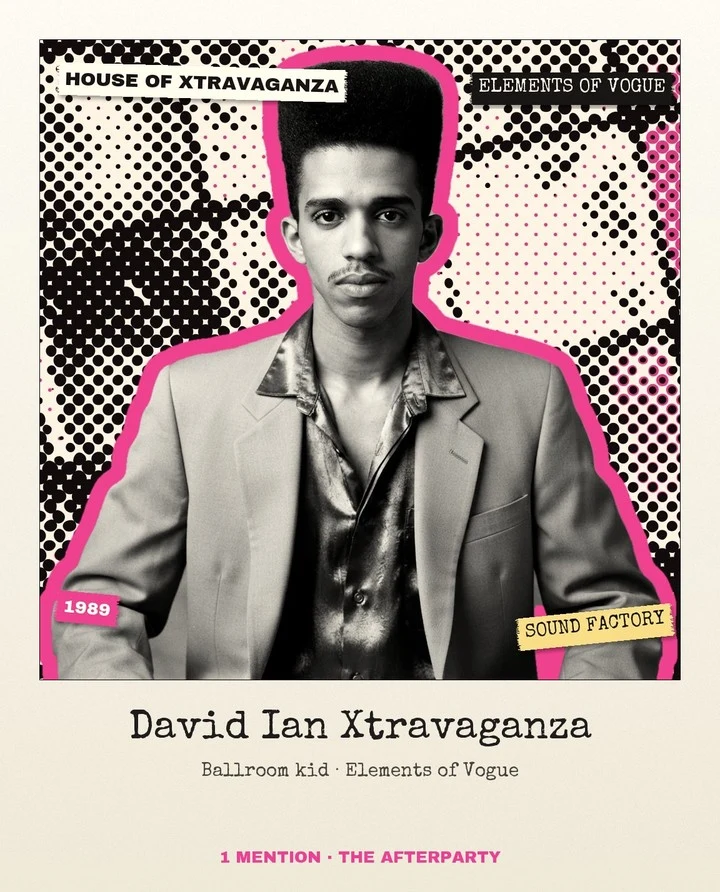 HOUSE OF XTRAVAGANZA
ELEMENTS OF VOGUE
1989
SOUND FACTORY
David Ian Xtravaganza
Ballroom kid · Elements of Vogue
1 MENTION · THE AFTERPARTY